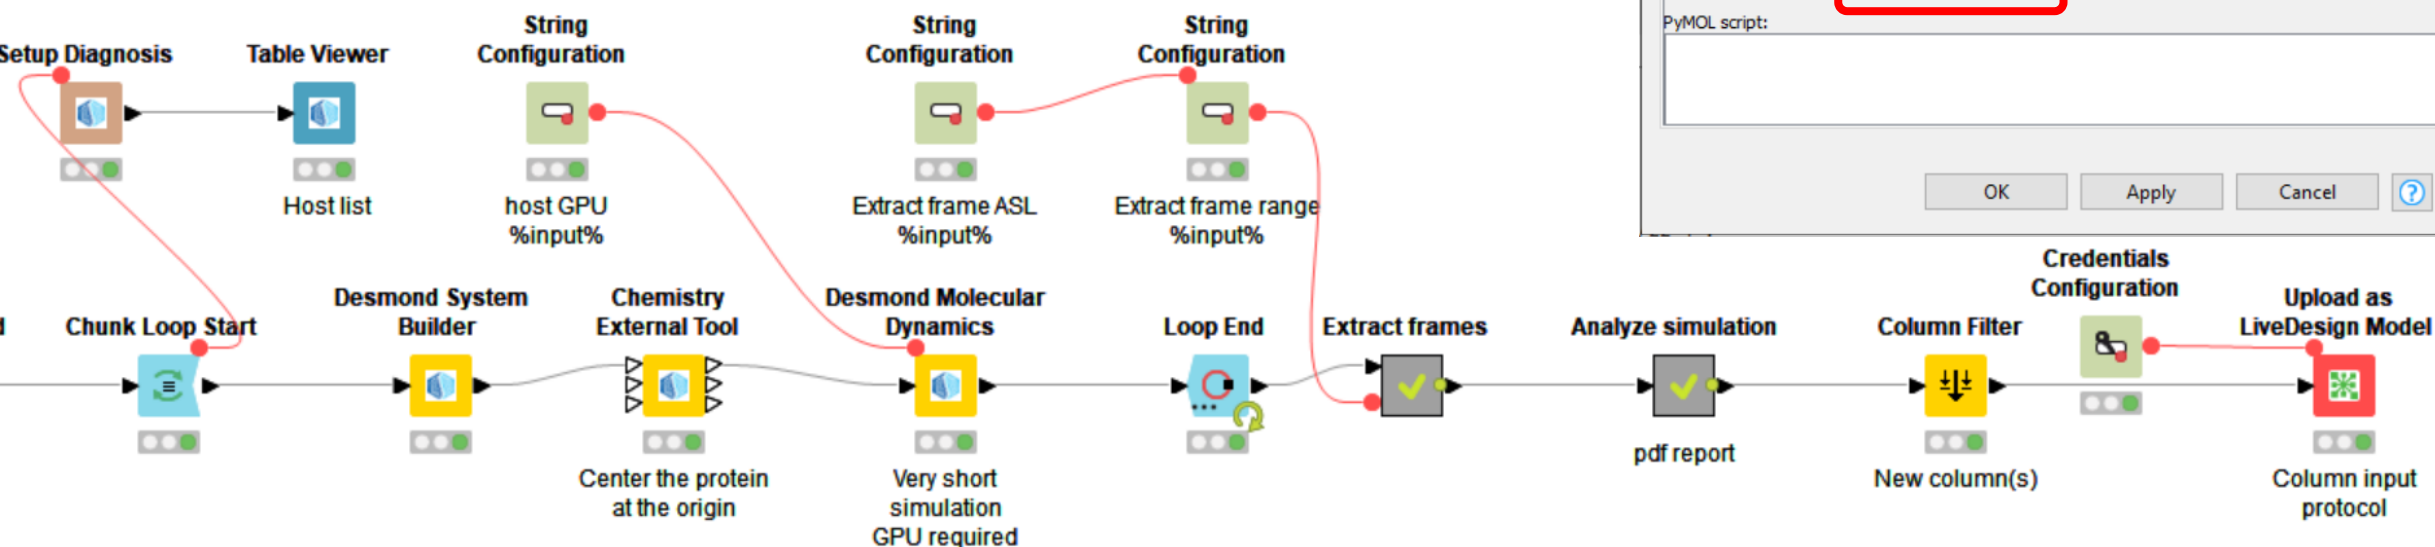 PyMOL script:
OK
Apply
Cancel
?
Setup Diagnosis
Table Viewer
Host list
String
Configuration
host GPU
%input%
String
Configuration
Extract frame ASL
%input%
String
Configuration
Extract frame range
%input%
Chunk Loop Start
Desmond System
Builder
Chemistry
External Tool
Center the protein
at the origin
Desmond Molecular
Dynamics
Very short
simulation
GPU required
Loop End
Extract frames
Analyze simulation
pdf report
Column Filter
New column(s)
Credentials
Configuration
Upload as
LiveDesign Model
Column input
protocol